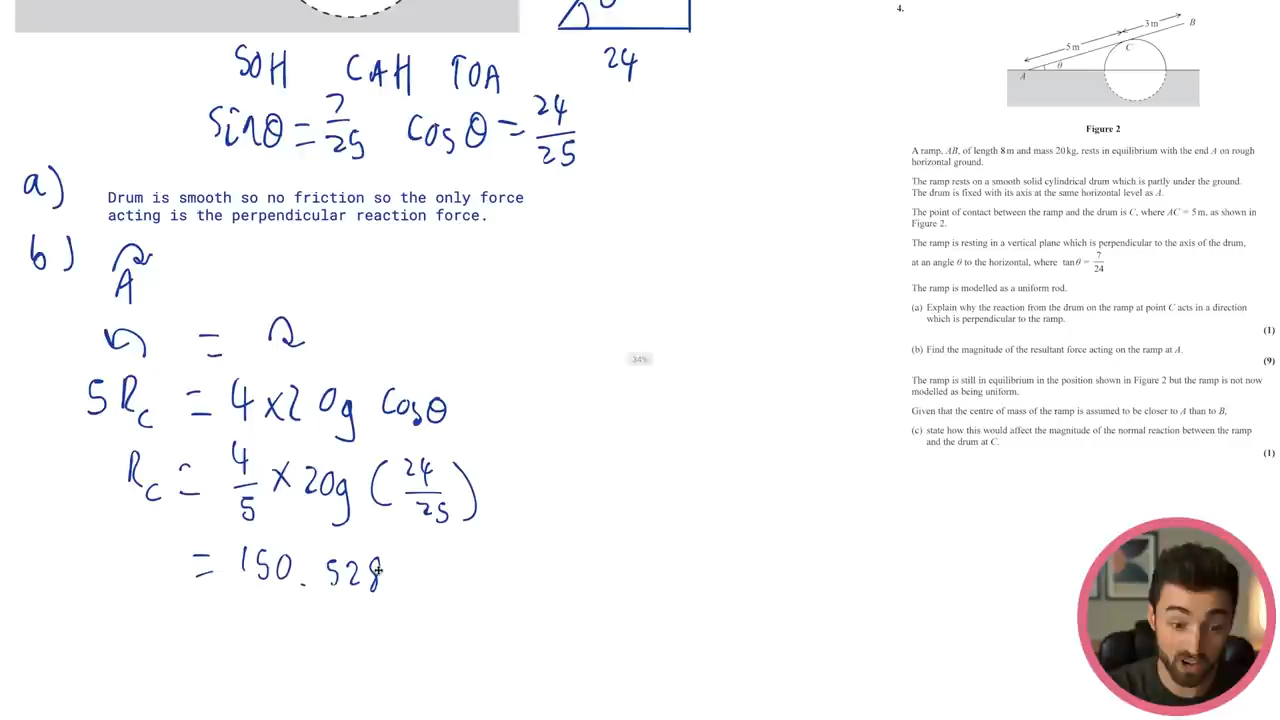 θ
24
SOH CAH TOA
sinθ = 7/25 cosθ = 24/25
a)
Drum is smooth so no friction so the only force
acting is the perpendicular reaction force.
b)
A
=
5 Rc = 4 × 20g cosθ
Rc = 4/5 × 20g (24/25)
= 150.528
34%
4.
3 m
B
5 m
C
θ
A
Figure 2
A ramp, AB, of length 8 m and mass 20 kg, rests in equilibrium with the end A on rough
horizontal ground.
The ramp rests on a smooth solid cylindrical drum which is partly under the ground.
The drum is fixed with its axis at the same horizontal level as A.
The point of contact between the ramp and the drum is C, where AC = 5 m, as shown in
Figure 2.
The ramp is resting in a vertical plane which is perpendicular to the axis of the drum,
at an angle θ to the horizontal, where tanθ = 7/24
The ramp is modelled as a uniform rod.
(a) Explain why the reaction from the drum on the ramp at point C acts in a direction
which is perpendicular to the ramp.
(1)
(b) Find the magnitude of the resultant force acting on the ramp at A.
(9)
The ramp is still in equilibrium in the position shown in Figure 2 but the ramp is not now
modelled as being uniform.
Given that the centre of mass of the ramp is assumed to be closer to A than to B,
(c) state how this would affect the magnitude of the normal reaction between the ramp
and the drum at C.
(1)